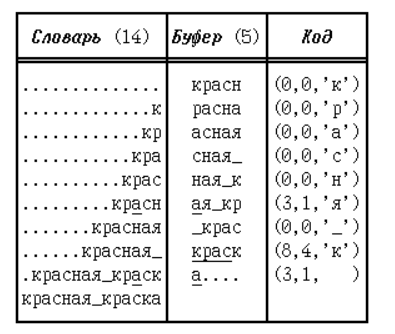 Словарь (14) Буфер (5) Код
.............. красн (0,0,'к')
.............к расна (0,0,'р')
............кр асная (0,0,'а')
...........кра сная_ (0,0,'с')
..........крас ная_к (0,0,'н')
.........красн ая_кр (3,1,'я')
.......красная _крас (0,0,'_')
......красная_ краск (8,4,'к')
.красная_краск а.... (3,1, )
красная_краска